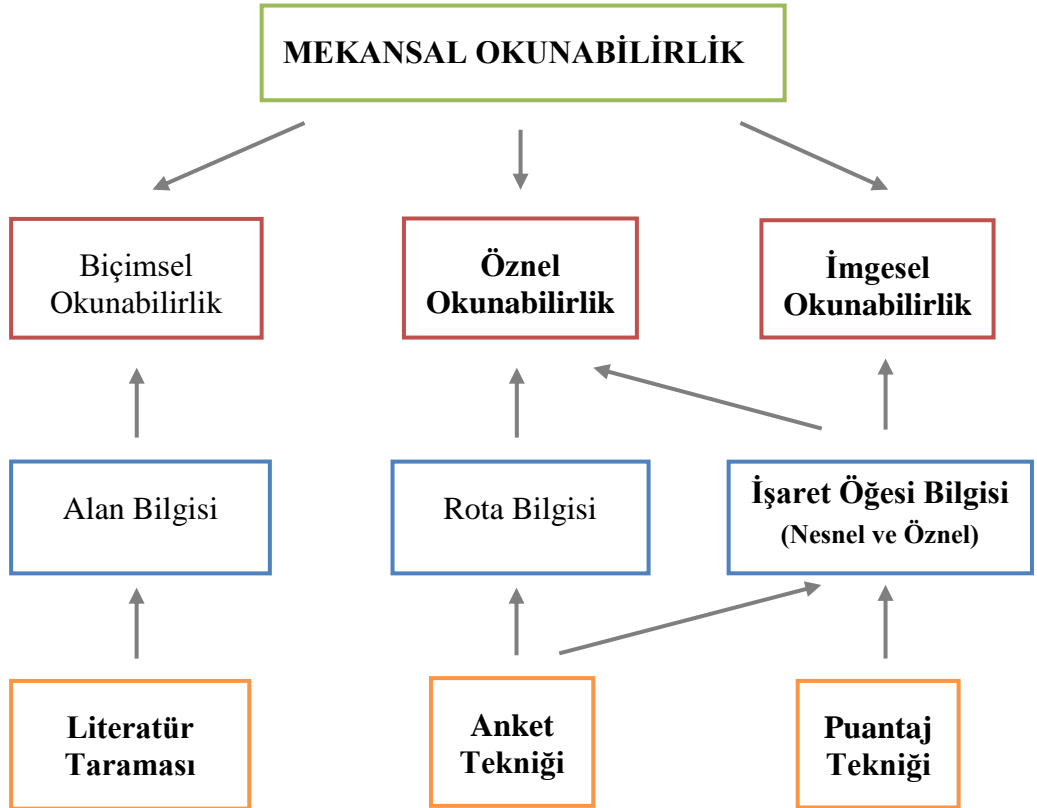 MEKANSAL OKUNABİLİRLİK
Biçimsel
Okunabilirlik
Öznel
Okunabilirlik
İmgesel
Okunabilirlik
Alan Bilgisi
Rota Bilgisi
İşaret Öğesi Bilgisi
(Nesnel ve Öznel)
Literatür
Taraması
Anket
Tekniği
Puantaj
Tekniği